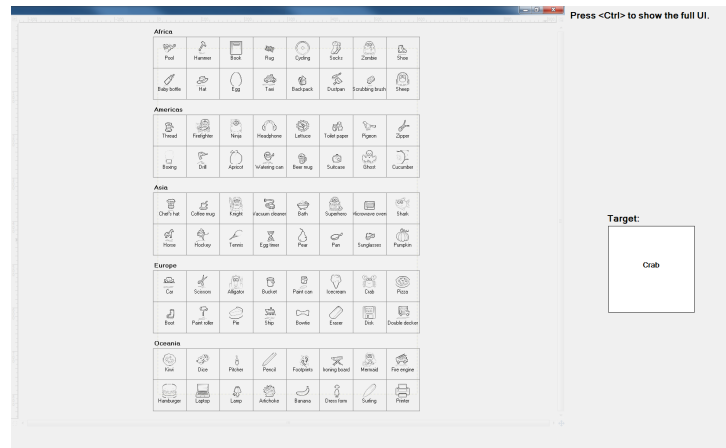 Press <Ctrl> to show the full UI.
Africa
Pool Hammer Book Rug Cycling Socks Zombie Shoe
Baby bottle Hat Egg Taxi Backpack Dustpan Scrubbing brush Sheep
Americas
Thread Firefighter Ninja Headphone Lettuce Toilet paper Pigeon Zipper
Boxing Drill Apricot Watering can Beer mug Suitcase Ghost Cucumber
Asia
Chef's hat Coffee mug Knight Vacuum cleaner Bath Superhero Microwave oven Shark
Horse Hockey Tennis Egg timer Pear Pan Sunglasses Pumpkin
Target:
Crab
Europe
Car Scissors Alligator Bucket Paint can Icecream Crab Pizza
Boot Paint roller Pie Ship Bowtie Eraser Disk Double decker
Oceania
Kiwi Dice Pitcher Pencil Footprints Ironing board Mermaid Fire engine
Hamburger Laptop Lamp Artichoke Banana Dress form Surfing Printer